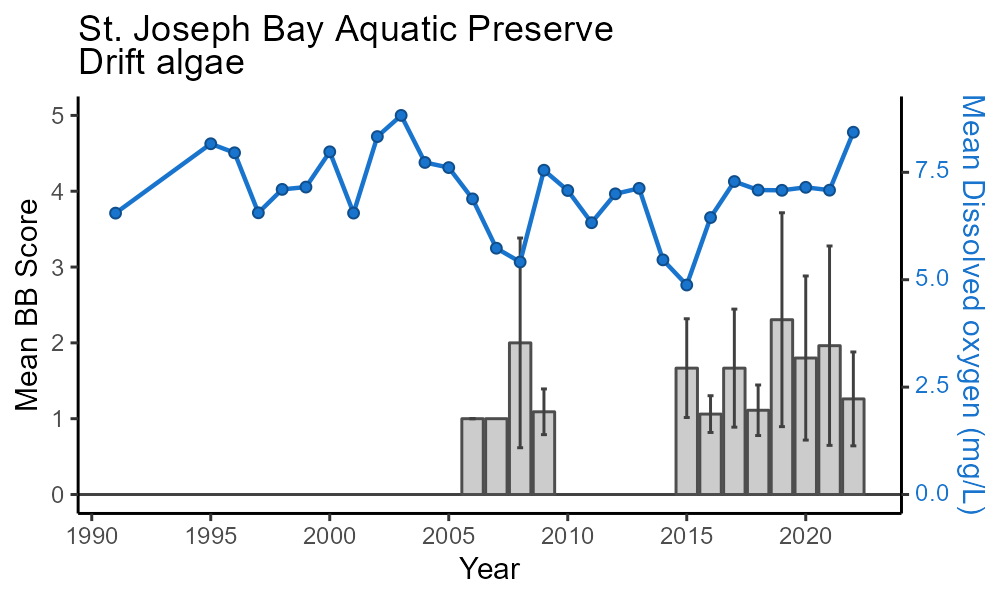 St. Joseph Bay Aquatic Preserve
Drift algae
Mean BB Score
5
4
3
2
1
0
7.5
5.0
2.5
0.0
Mean Dissolved oxygen (mg/L)
1990 1995 2000 2005 2010 2015 2020
Year